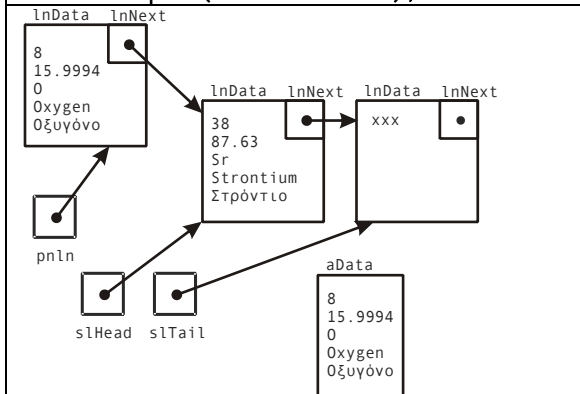 lnData lnNext
8
15.9994
O
Oxygen
Οξυγόνο
lnData lnNext
38
87.63
Sr
Strontium
Στρόντιο
lnData lnNext
xxx
pnln
slHead slTail
aData
8
15.9994
O
Oxygen
Οξυγόνο